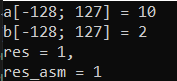 a[-128; 127] = 10
b[-128; 127] = 2
res = 1,
res_asm = 1